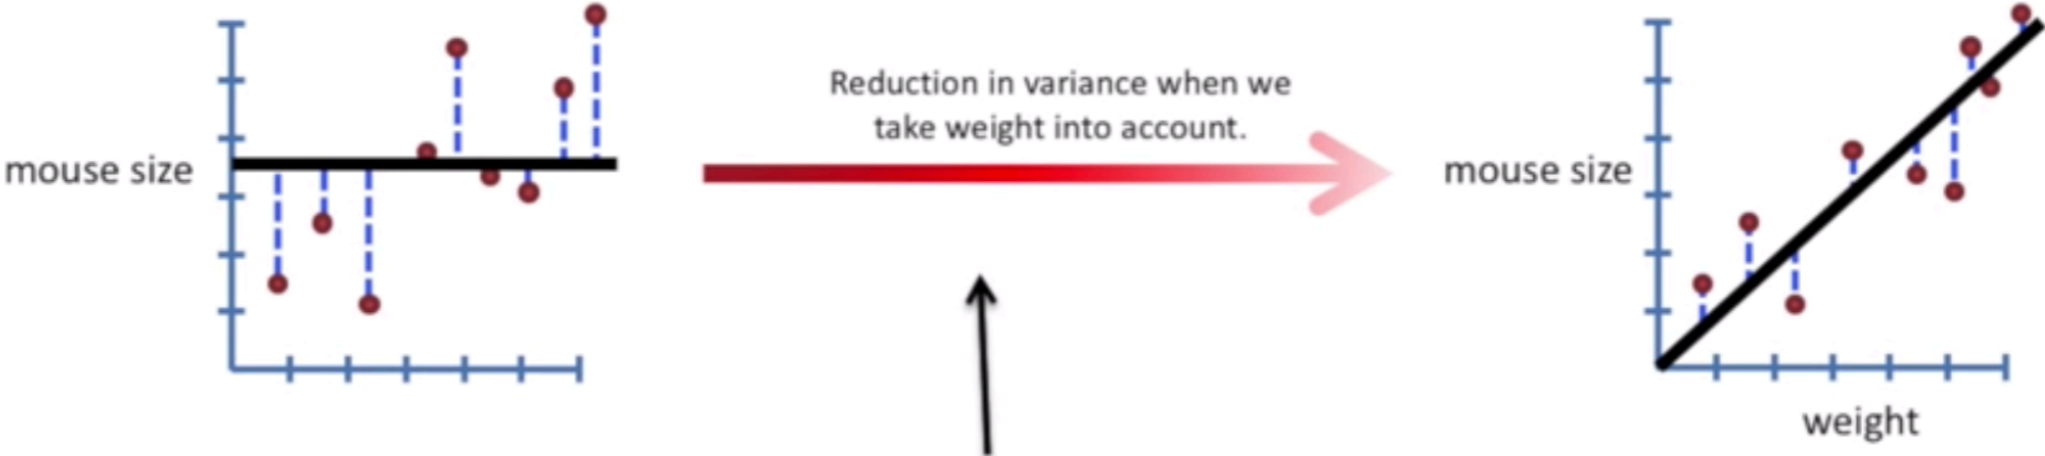 mouse size
Reduction in variance when we
take weight into account.
mouse size
weight